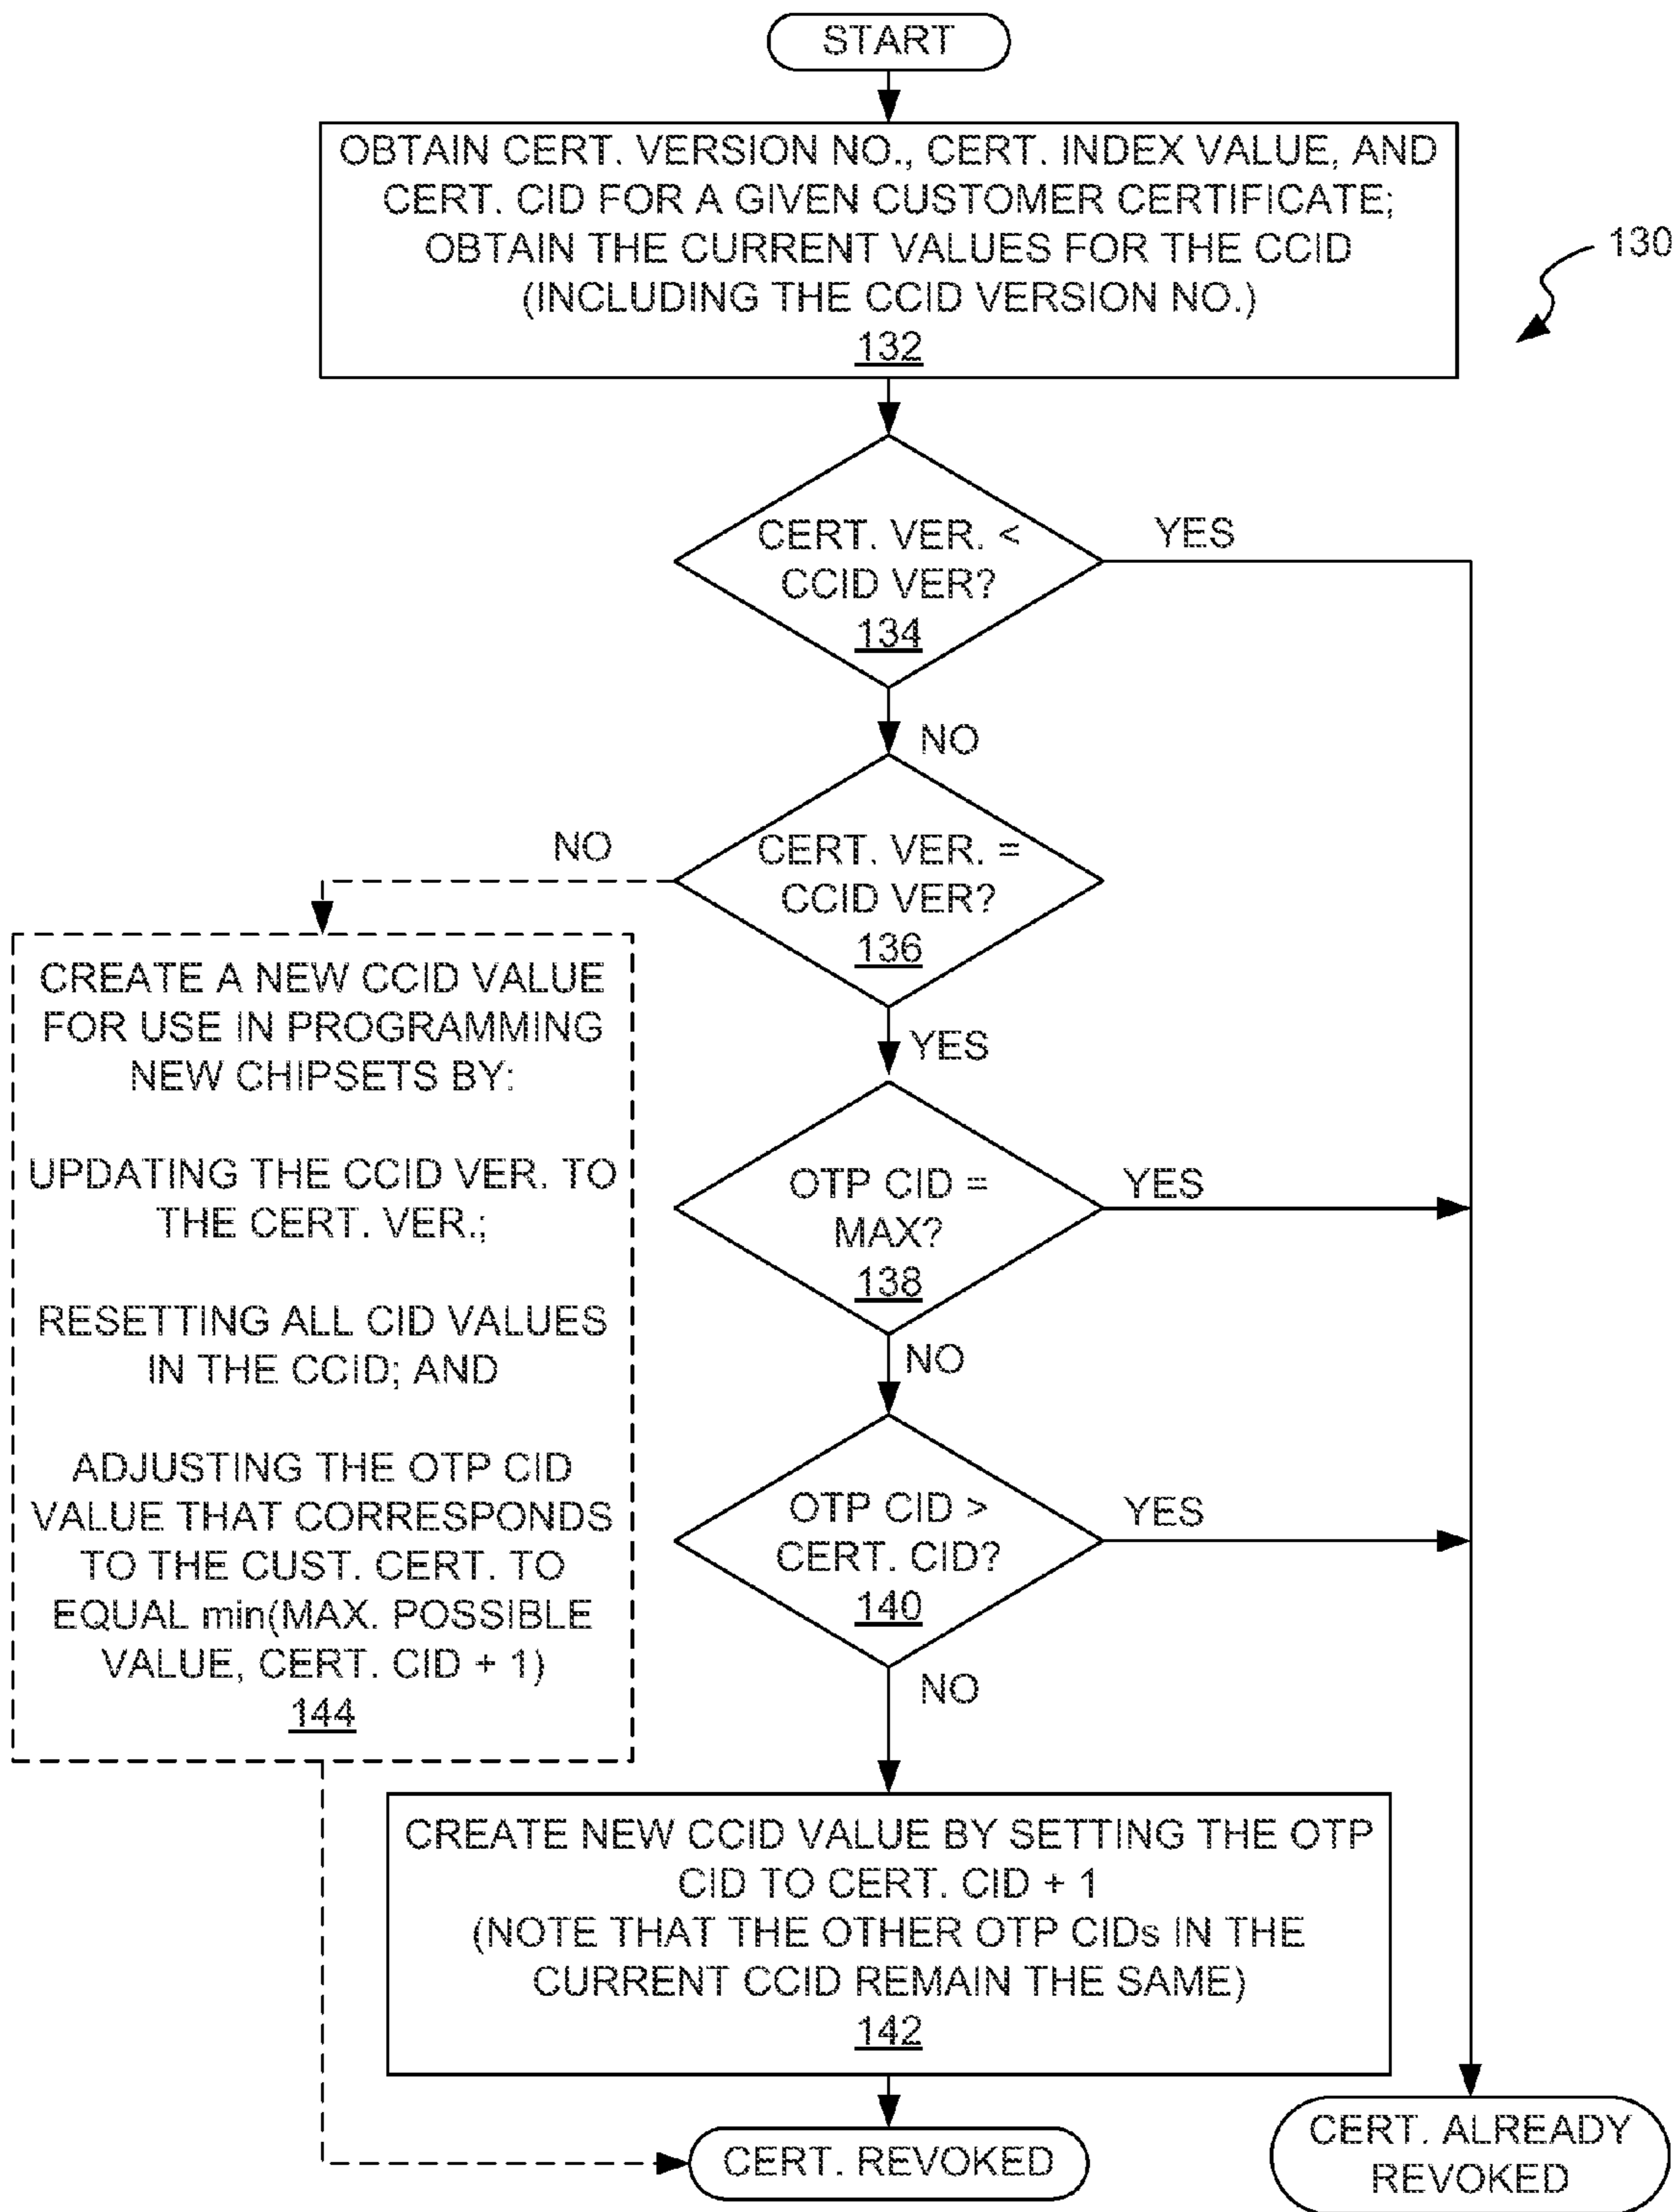 START
OBTAIN CERT. VERSION NO., CERT. INDEX VALUE, AND
CERT. CID FOR A GIVEN CUSTOMER CERTIFICATE;
OBTAIN THE CURRENT VALUES FOR THE CCID
(INCLUDING THE CCID VERSION NO.)
132
130
CERT. VER. <
CCID VER?
134
YES
NO
CERT. VER. =
CCID VER?
136
NO
YES
CREATE A NEW CCID VALUE
FOR USE IN PROGRAMMING
NEW CHIPSETS BY:
UPDATING THE CCID VER. TO
THE CERT. VER.;
RESETTING ALL CID VALUES
IN THE CCID; AND
ADJUSTING THE OTP CID
VALUE THAT CORRESPONDS
TO THE CUST. CERT. TO
EQUAL min(MAX. POSSIBLE
VALUE, CERT. CID + 1)
144
OTP CID =
MAX?
138
YES
NO
OTP CID >
CERT. CID?
140
YES
NO
CREATE NEW CCID VALUE BY SETTING THE OTP
CID TO CERT. CID + 1
(NOTE THAT THE OTHER OTP CIDs IN THE
CURRENT CCID REMAIN THE SAME)
142
CERT. REVOKED
CERT. ALREADY
REVOKED